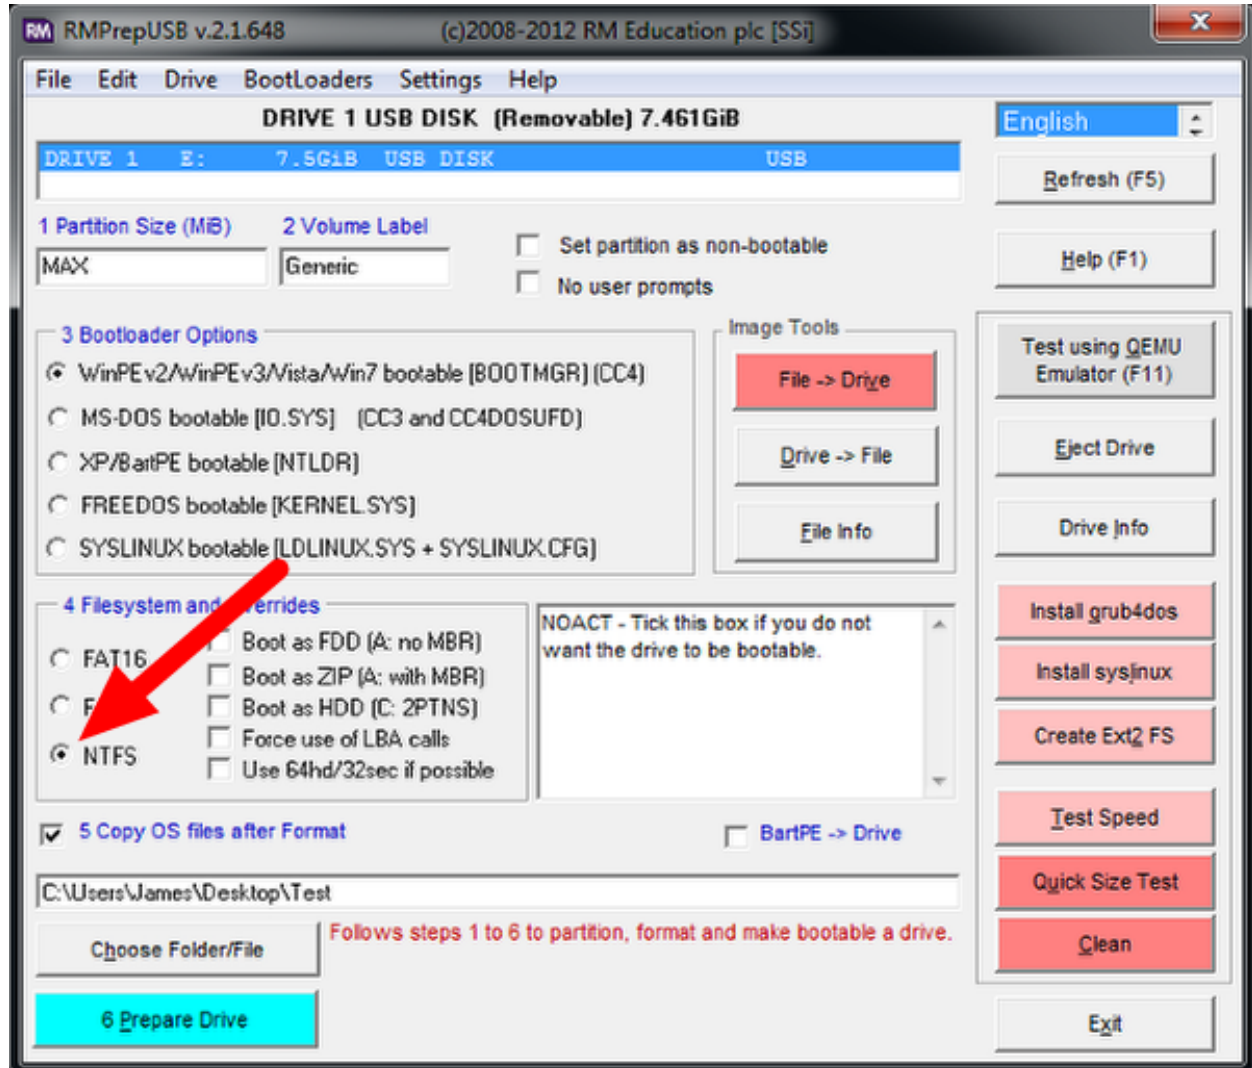 RM RMPrepUSB v.2.1.648 (c)2008-2012 RM Education plc [SSi] X
File Edit Drive BootLoaders Settings Help
DRIVE 1 USB DISK (Removable) 7.461GiB
English
DRIVE 1 E: 7.5GiB USB DISK USB
Refresh (F5)
1 Partition Size (MiB) 2 Volume Label
MAX
Generic
Set partition as non-bootable
No user prompts
Help (F1)
3 Bootloader Options
WinPEv2/WinPEv3/Vista/Win7 bootable [BOOTMGR] (CC4)
MS-DOS bootable [IO.SYS] (CC3 and CC4DOSUFD)
XP/BartPE bootable [NTLDR]
FREEDOS bootable [KERNEL.SYS]
SYSLINUX bootable [LDLINUX.SYS + SYSLINUX.CFG]
Image Tools
File -> Drive
Drive -> File
File Info
Test using QEMU
Emulator (F11)
Eject Drive
Drive Info
4 Filesystem and
FAT16
NTFS
Boot as FDD (A: no MBR)
Boot as ZIP (A: with MBR)
Boot as HDD (C: 2PTNS)
Force use of LBA calls
Use 64hd/32sec if possible
NOACT - Tick this box if you do not
want the drive to be bootable.
Install grub4dos
Install syslinux
Create Ext2 FS
Test Speed
Quick Size Test
Clean
5 Copy OS files after Format
BartPE -> Drive
C:\Users\James\Desktop\Test
Choose Folder/File
Follows steps 1 to 6 to partition, format and make bootable a drive.
6 Prepare Drive
Exit